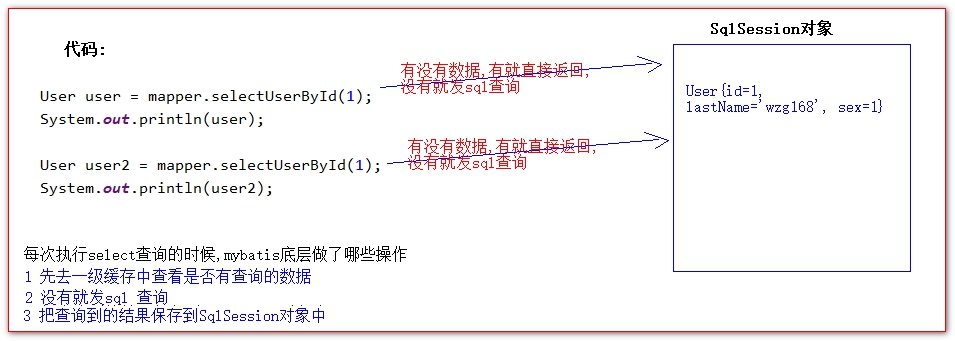 SqlSession对象
代码:
有没有数据,有就直接返回,
没有就发sql查询
User user = mapper.selectUserById(1);
System.out.println(user);
User{id=1,
lastName='wzg168', sex=1}
有没有数据,有就直接返回,
没有就发sql查询
User user2 = mapper.selectUserById(1);
System.out.println(user2);
每次执行select查询的时候,mybatis底层做了哪些操作
1 先去一级缓存中查看是否有查询的数据
2 没有就发sql 查询
3 把查询到的结果保存到SqlSession对象中